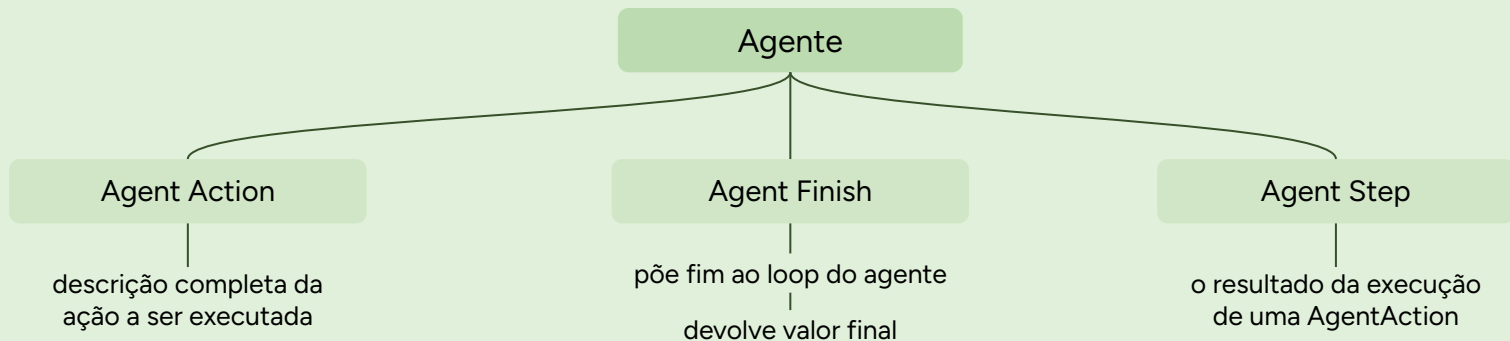 Agente
Agent Action
Agent Finish
Agent Step
descrição completa da
ação a ser executada
põe fim ao loop do agente
devolve valor final
o resultado da execução
de uma AgentAction